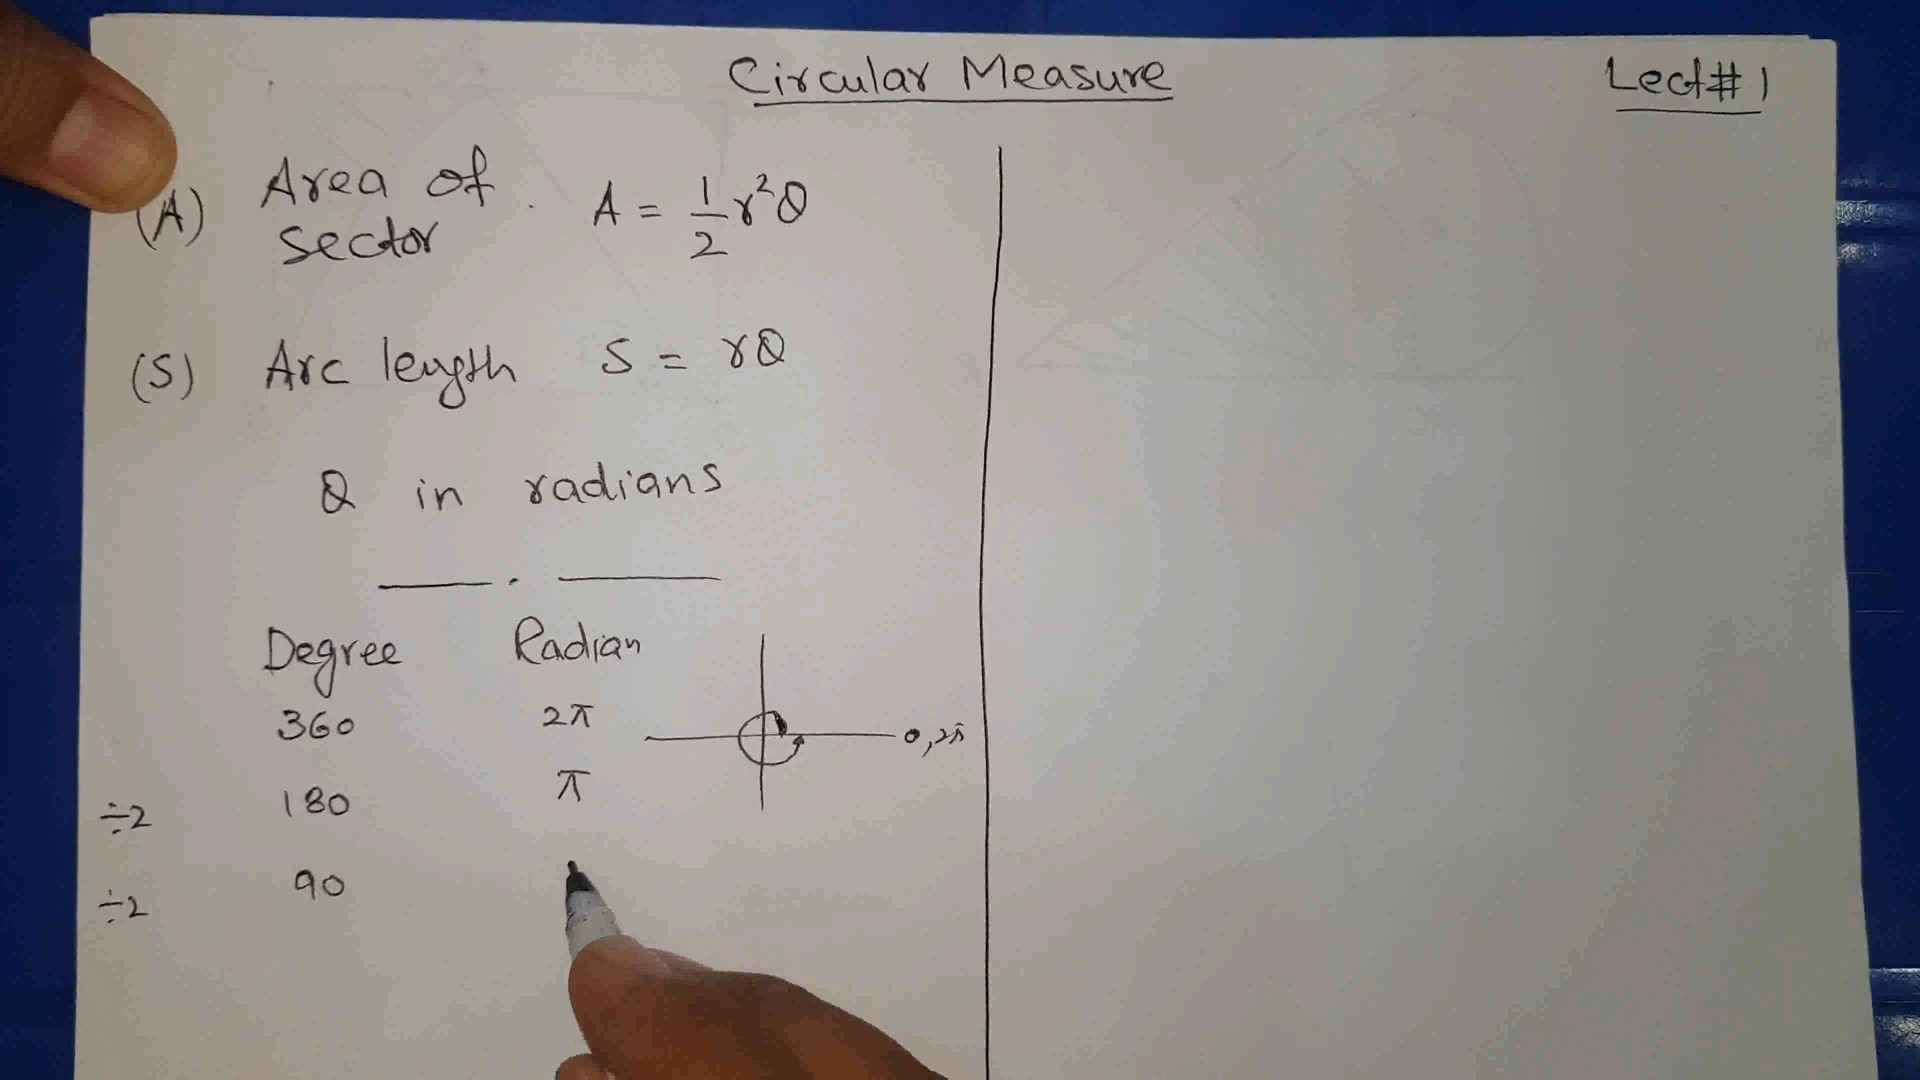 Circular Measure
Lect# 1
(A) Area of sector A = 1/2 r²θ
(S) Arc length S = rθ
θ in radians
Degree Radian
360 2π
0, 2π
÷2 180 π
÷2 90